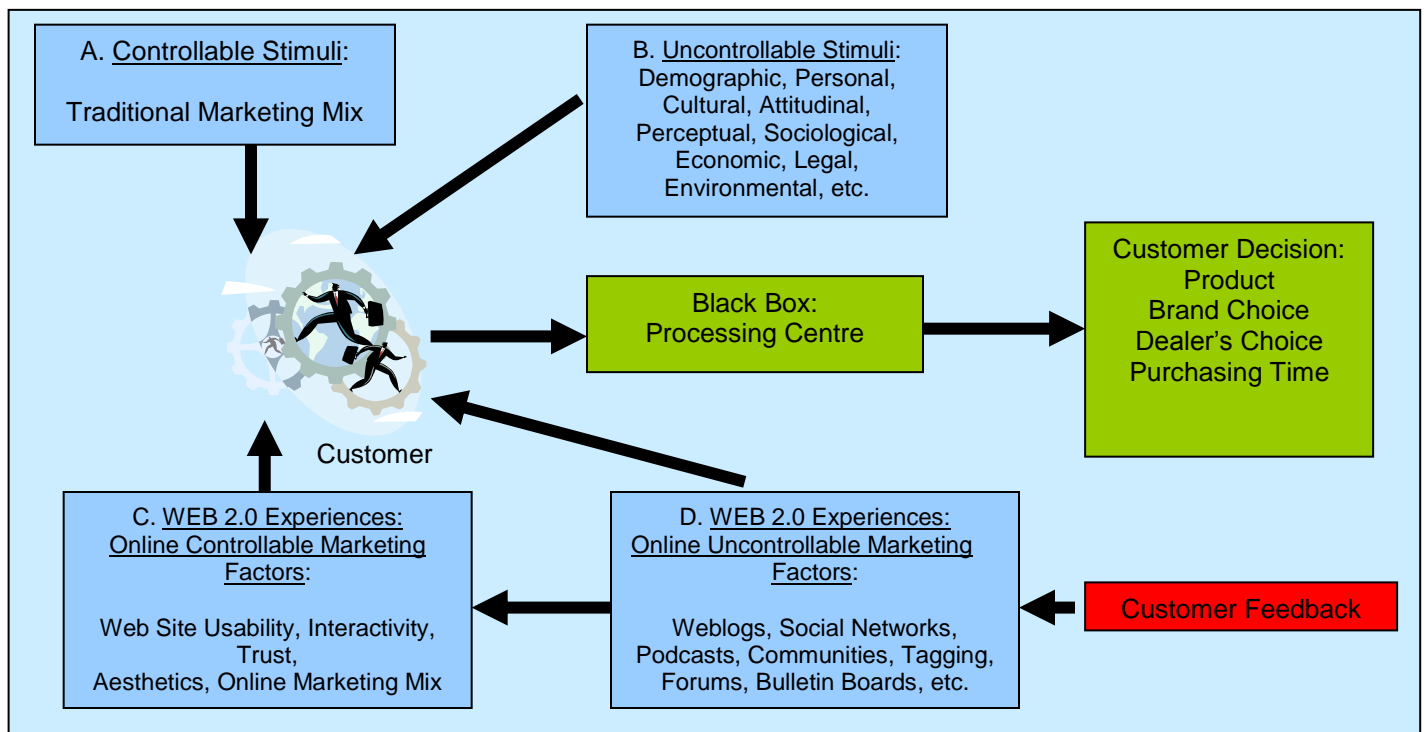 A. Controllable Stimuli:
Traditional Marketing Mix
B. Uncontrollable Stimuli:
Demographic, Personal,
Cultural, Attitudinal,
Perceptual, Sociological,
Economic, Legal,
Environmental, etc.
Customer
Black Box:
Processing Centre
Customer Decision:
Product
Brand Choice
Dealer's Choice
Purchasing Time
C. WEB 2.0 Experiences:
Online Controllable Marketing
Factors:
Web Site Usability, Interactivity,
Trust,
Aesthetics, Online Marketing Mix
D. WEB 2.0 Experiences:
Online Uncontrollable Marketing
Factors:
Weblogs, Social Networks,
Podcasts, Communities, Tagging,
Forums, Bulletin Boards, etc.
Customer Feedback